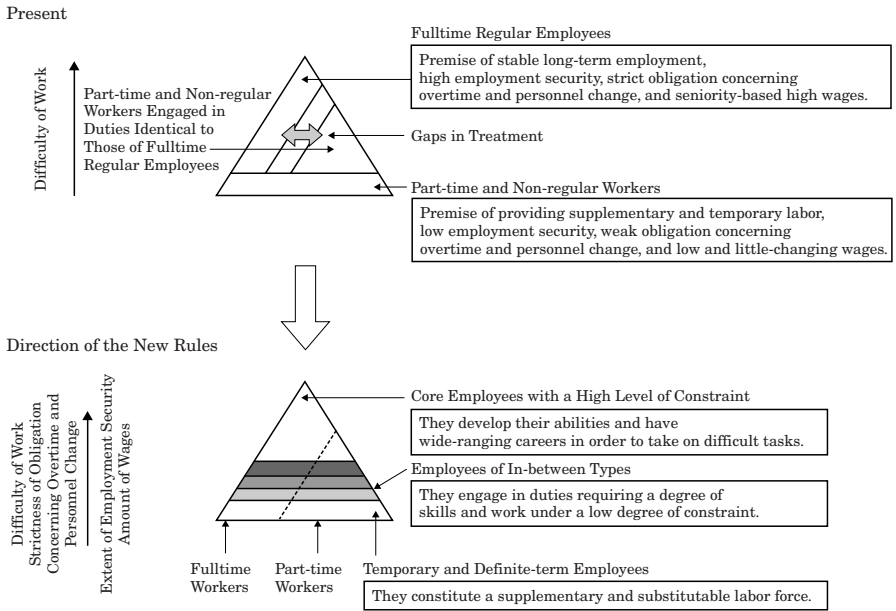 Present
Fulltime Regular Employees
Premise of stable long-term employment,
high employment security, strict obligation concerning
overtime and personnel change, and seniority-based high wages.
Difficulty of Work
Part-time and Non-regular
Workers Engaged in
Duties Identical to
Those of Fulltime
Regular Employees
Gaps in Treatment
Part-time and Non-regular Workers
Premise of providing supplementary and temporary labor,
low employment security, weak obligation concerning
overtime and personnel change, and low and little-changing wages.
Direction of the New Rules
Difficulty of Work
Strictness of Obligation
Concerning Overtime and
Personnel Change
Extent of Employment Security
Amount of Wages
Core Employees with a High Level of Constraint
They develop their abilities and have
wide-ranging careers in order to take on difficult tasks.
Employees of In-between Types
They engage in duties requiring a degree of
skills and work under a low degree of constraint.
Fulltime
Workers
Part-time
Workers
Temporary and Definite-term Employees
They constitute a supplementary and substitutable labor force.